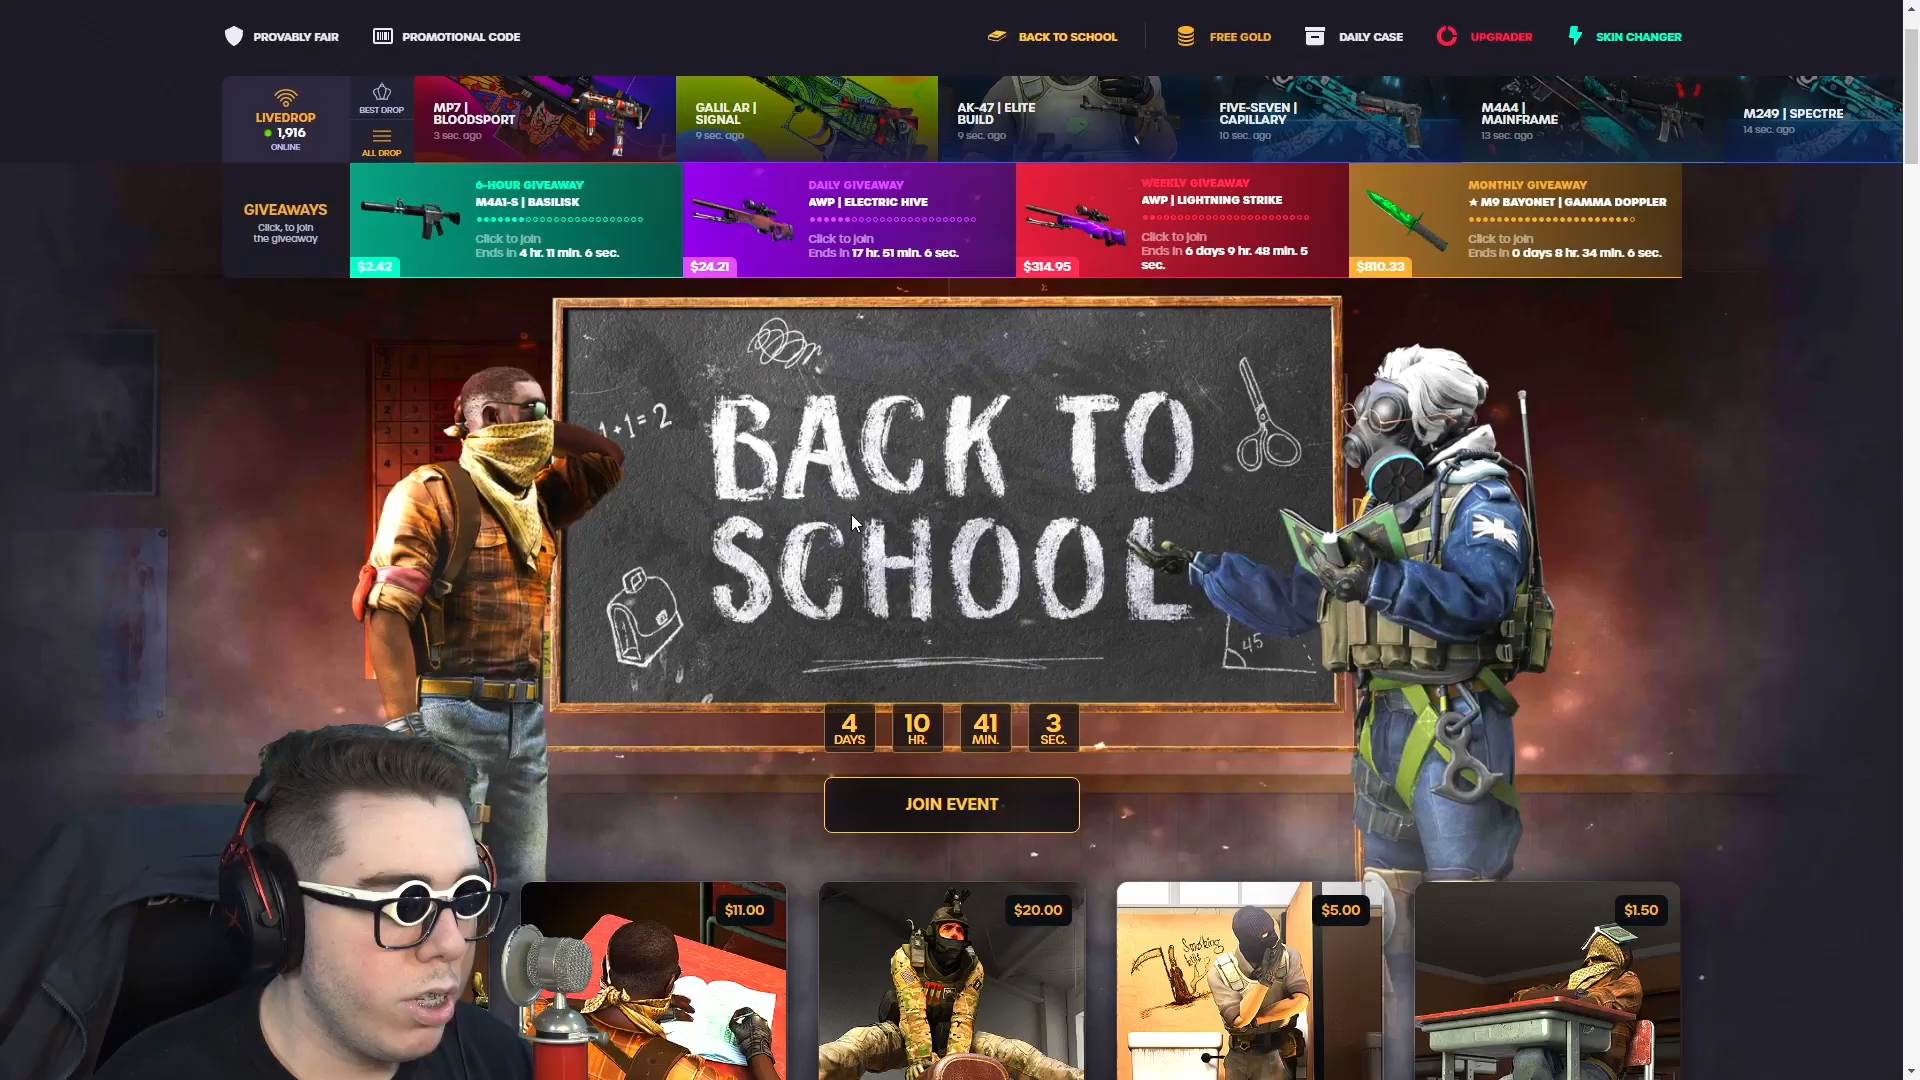 PROVABLY FAIR
PROMOTIONAL CODE
BACK TO SCHOOL
FREE GOLD
DAILY CASE
UPGRADER
SKIN CHANGER
LIVEDROP
1,916
ONLINE
BEST DROP
ALL DROP
MP7 |
BLOODSPORT
3 sec. ago
GALIL AR |
SIGNAL
9 sec. ago
AK-47 | ELITE
BUILD
9 sec. ago
FIVE-SEVEN |
CAPILLARY
10 sec. ago
M4A4 |
MAINFRAME
13 sec. ago
M249 | SPECTRE
14 sec. ago
GIVEAWAYS
Click, to join
the giveaway
6-HOUR GIVEAWAY
M4A1-S | BASILISK
Click to join
Ends in 4 hr. 11 min. 6 sec.
$2.42
DAILY GIVEAWAY
AWP | ELECTRIC HIVE
Click to join
Ends in 17 hr. 51 min. 6 sec.
$24.21
WEEKLY GIVEAWAY
AWP | LIGHTNING STRIKE
Click to join
Ends in 6 days 9 hr. 48 min. 5
sec.
$314.95
MONTHLY GIVEAWAY
★ M9 BAYONET | GAMMA DOPPLER
Click to join
Ends in 0 days 8 hr. 34 min. 6 sec.
$810.33
1+1=2
BACK TO
SCHOOL
45
4
DAYS
10
HR.
41
MIN.
3
SEC.
JOIN EVENT
$11.00
$20.00
$5.00
$1.50
Smoking
kills